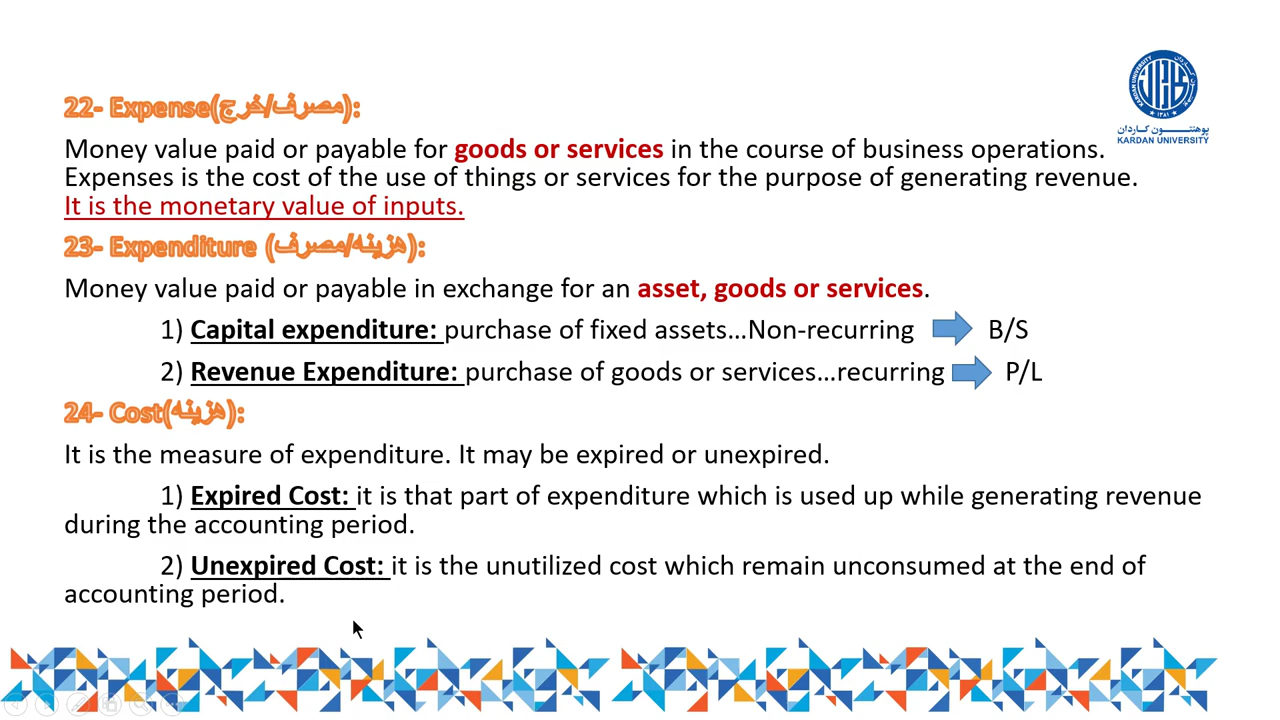 22- Expense(مصرف/خرج):
Money value paid or payable for goods or services in the course of business operations.
Expenses is the cost of the use of things or services for the purpose of generating revenue.
It is the monetary value of inputs.
23- Expenditure (هزینه/مصرف):
Money value paid or payable in exchange for an asset, goods or services.
1) Capital expenditure: purchase of fixed assets…Non-recurring B/S
2) Revenue Expenditure: purchase of goods or services…recurring P/L
24- Cost(هزینه):
It is the measure of expenditure. It may be expired or unexpired.
1) Expired Cost: it is that part of expenditure which is used up while generating revenue
during the accounting period.
2) Unexpired Cost: it is the unutilized cost which remain unconsumed at the end of
accounting period.
KARDAN UNIVERSITY
۱۳۸۱
پوهنتون کاردان
KARDAN UNIVERSITY